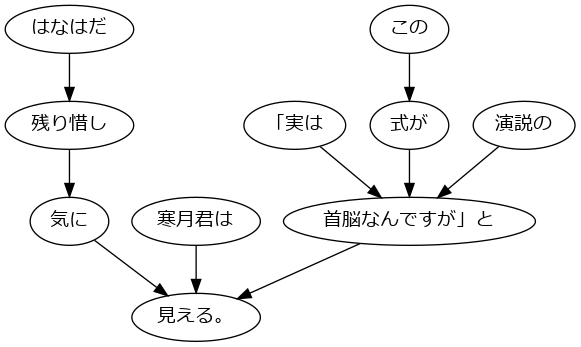 はなはだ この
残り惜し 「実は 式が 演説の
気に 寒月君は 首脳なんですが」と
見える。